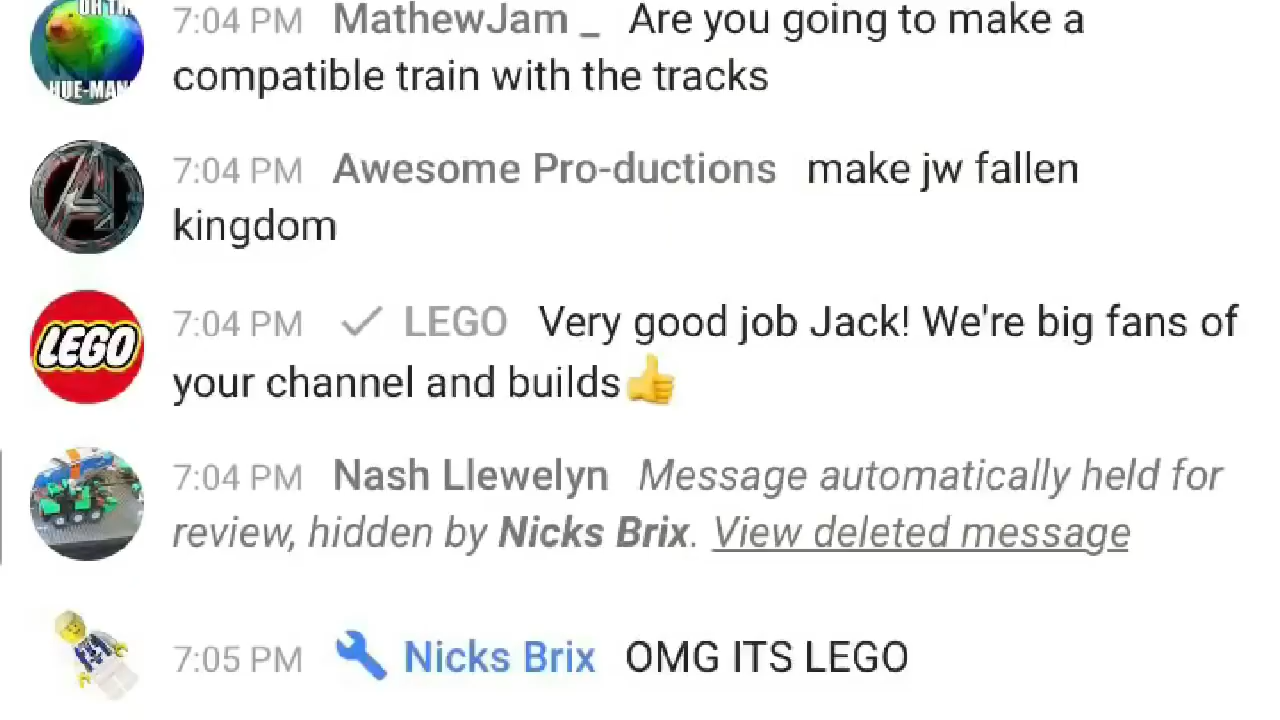 7:04 PM MathewJam _ Are you going to make a
compatible train with the tracks
HUE-MAN
7:04 PM Awesome Pro-ductions make jw fallen
kingdom
LEGO
7:04 PM ✓ LEGO Very good job Jack! We're big fans of
your channel and builds👍
7:04 PM Nash Llewelyn Message automatically held for
review, hidden by Nicks Brix. View deleted message
7:05 PM Nicks Brix OMG ITS LEGO